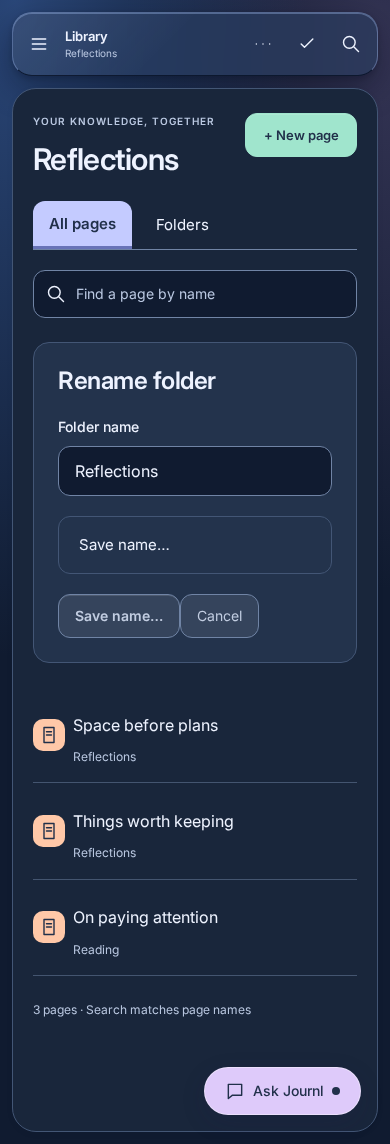 Library
Reflections
YOUR KNOWLEDGE, TOGETHER
+ New page
Reflections
All pages
Folders
Find a page by name
Rename folder
Folder name
Reflections
Save name...
Save name...
Cancel
Space before plans
Reflections
Things worth keeping
Reflections
On paying attention
Reading
3 pages · Search matches page names
Ask Journl